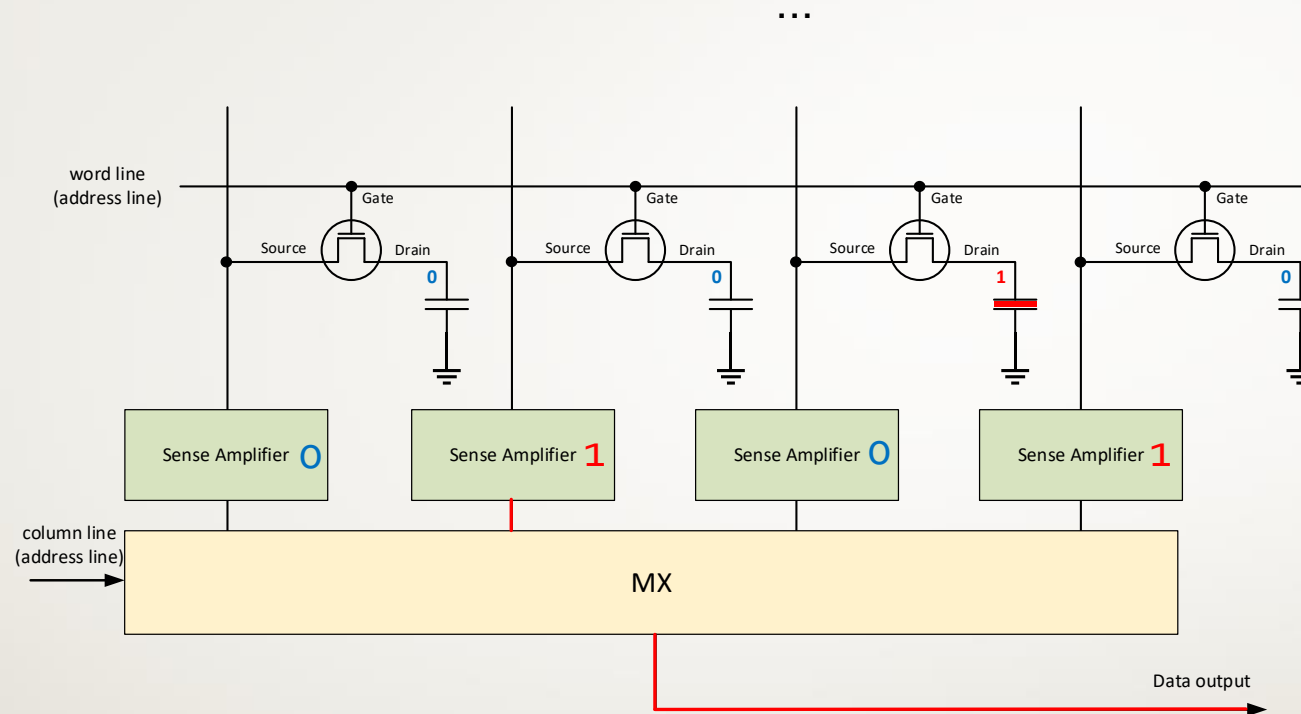 ...
word line
(address line)
Gate
Gate
Gate
Gate
Source
Drain
Source
Drain
Source
Drain
Source
Drain
0
0
1
0
Sense Amplifier 0
Sense Amplifier 1
Sense Amplifier 0
Sense Amplifier 1
column line
(address line)
MX
Data output